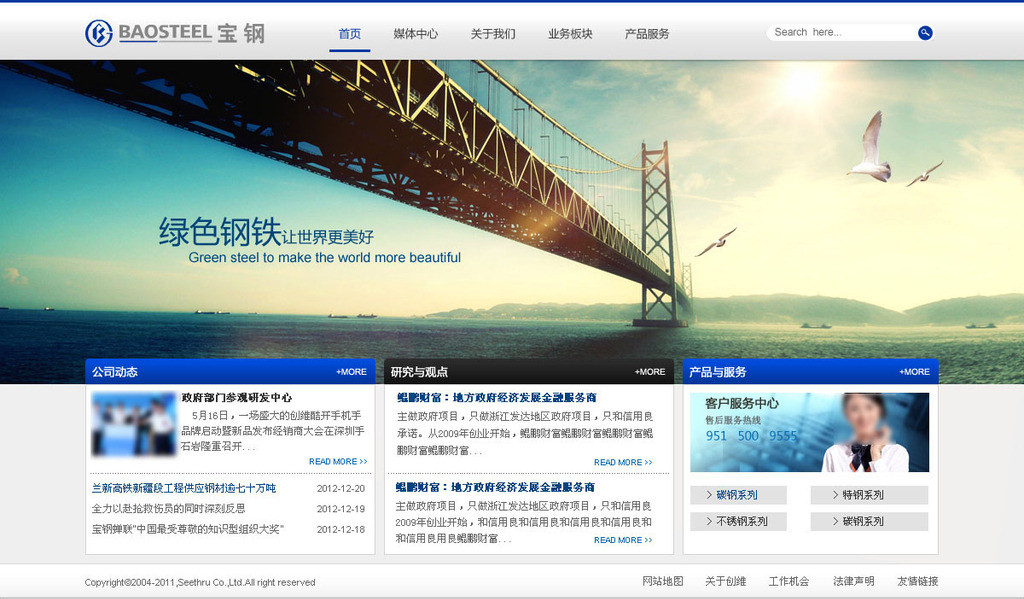 BAOSTEEL 宝钢
首页 媒体中心 关于我们 业务板块 产品服务
Search here...
绿色钢铁让世界更美好
Green steel to make the world more beautiful
公司动态 +MORE
政府部门参观研发中心
5月16日，一场盛大的创维酷开手机手
品牌启动暨新品发布经销商大会在深圳手
石岩隆重召开...
READ MORE >>
兰新高铁新疆段工程供应钢材逾七十万吨 2012-12-20
全力以赴抢救伤员的同时深刻反思 2012-12-19
宝钢蝉联"中国最受尊敬的知识型组织大奖" 2012-12-18
研究与观点 +MORE
鲲鹏财富：地方政府经济发展金融服务商
主做政府项目，只做浙江发达地区政府项目，只和信用良
承诺。从2009年创业开始，鲲鹏财富鲲鹏财富鲲鹏财富鲲
鹏财富鲲鹏财富...
READ MORE >>
鲲鹏财富：地方政府经济发展金融服务商
主做政府项目，只做浙江发达地区政府项目，只和信用良
2009年创业开始，和信用良和信用良和信用良和信用良和
和信用良用良鲲鹏财富...
READ MORE >>
产品与服务 +MORE
客户服务中心
售后服务热线
951 500 9555
> 碳钢系列 > 特钢系列
> 不锈钢系列 > 碳钢系列
Copyright©2004-2011,Seethru Co.,Ltd.All right reserved
网站地图 关于创维 工作机会 法律声明 友情链接